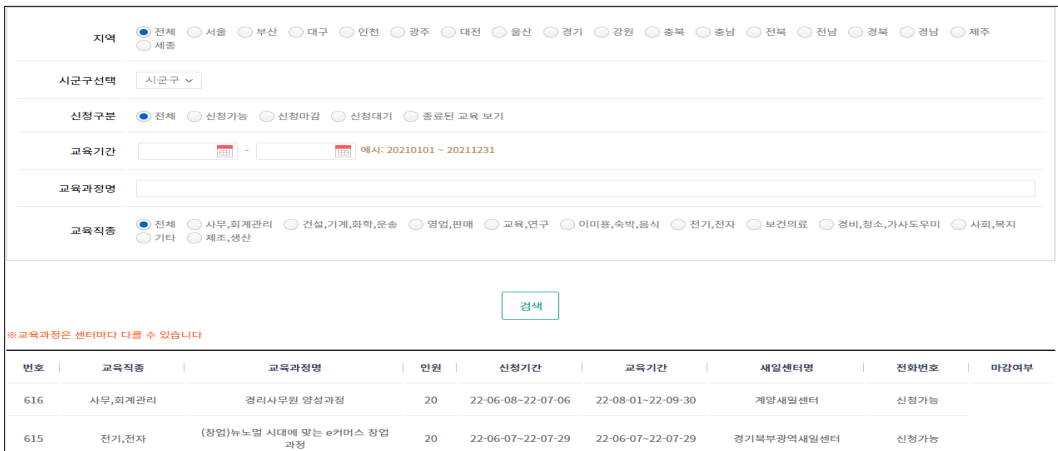 지역 전체 서울 부산 대구 인천 광주 대전 울산 경기 강원 충북 충남 전북 전남 경북 경남 제주
세종
시군구선택 시군구
신청구분 전체 신청가능 신청마감 신청대기 종료된 교육 보기
교육기간 - 예시: 20210101 ~ 20211231
교육과정명
교육직종 전체 사무,회계관리 건설,기계,화학,운송 영업,판매 교육,연구 이미용,숙박,음식 전기,전자 보건의료 경비,청소,가사도우미 사회,복지
기타 제조,생산
검색
※교육과정은 센터마다 다를 수 있습니다
번호 교육직종 교육과정명 인원 신청기간 교육기간 새일센터명 전화번호 마감여부
616 사무,회계관리 경리사무원 양성과정 20 22-06-08~22-07-06 22-08-01~22-09-30 계양새일센터 신청가능
615 전기,전자 (창업)뉴노멀 시대에 맞는 e커머스 창업
과정 20 22-06-07~22-07-29 22-06-07~22-07-29 경기북부광역새일센터 신청가능